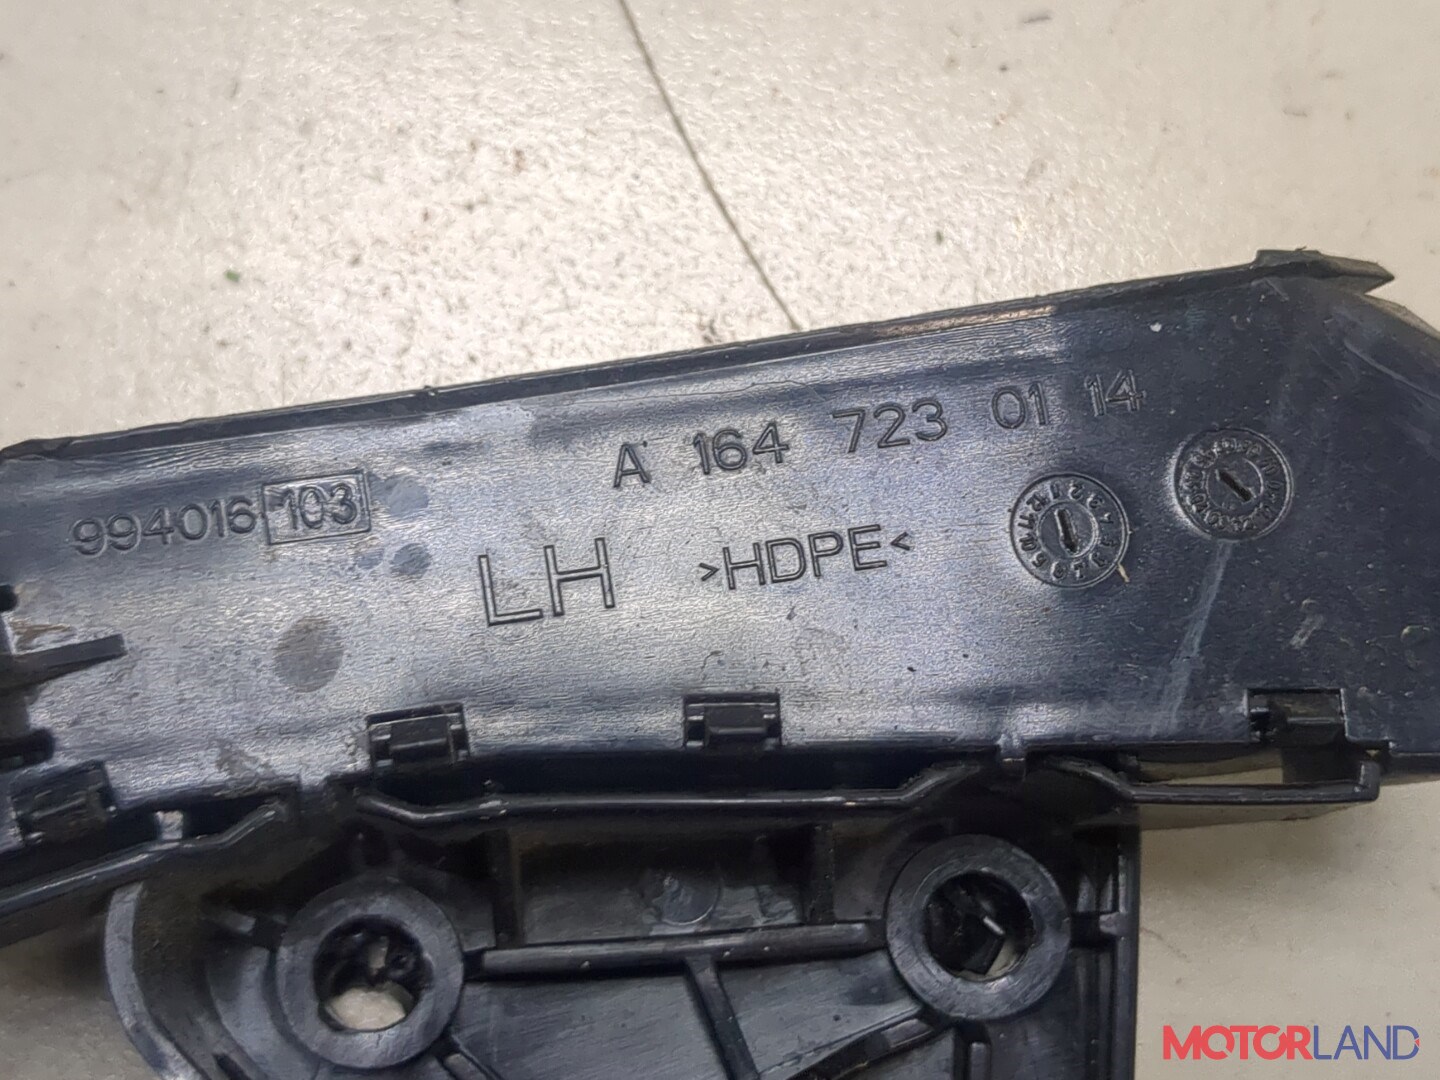 A 164 723 01 14
994016 103
LH >HDPE<
MOTORLAND